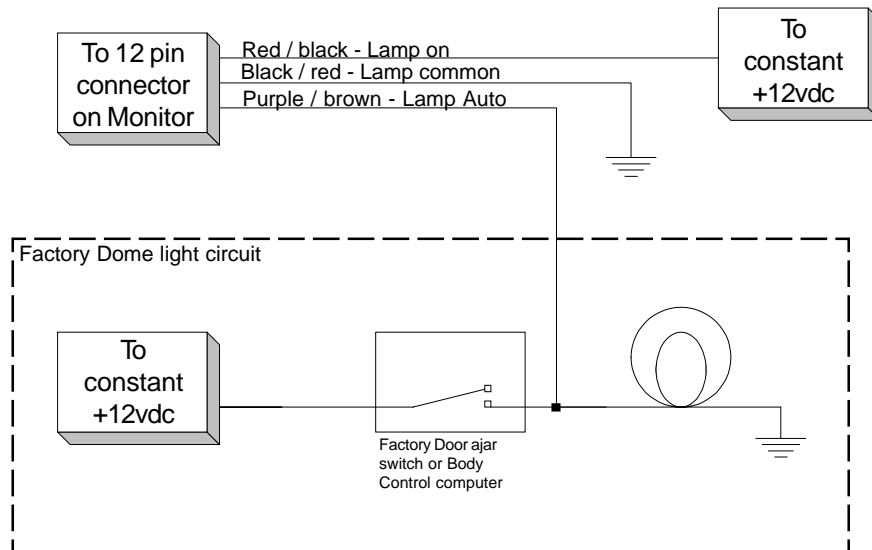 To 12 pin
connector
on Monitor
Red / black - Lamp on
Black / red - Lamp common
Purple / brown - Lamp Auto
To
constant
+12vdc
Factory Dome light circuit
To
constant
+12vdc
Factory Door ajar
switch or Body
Control computer